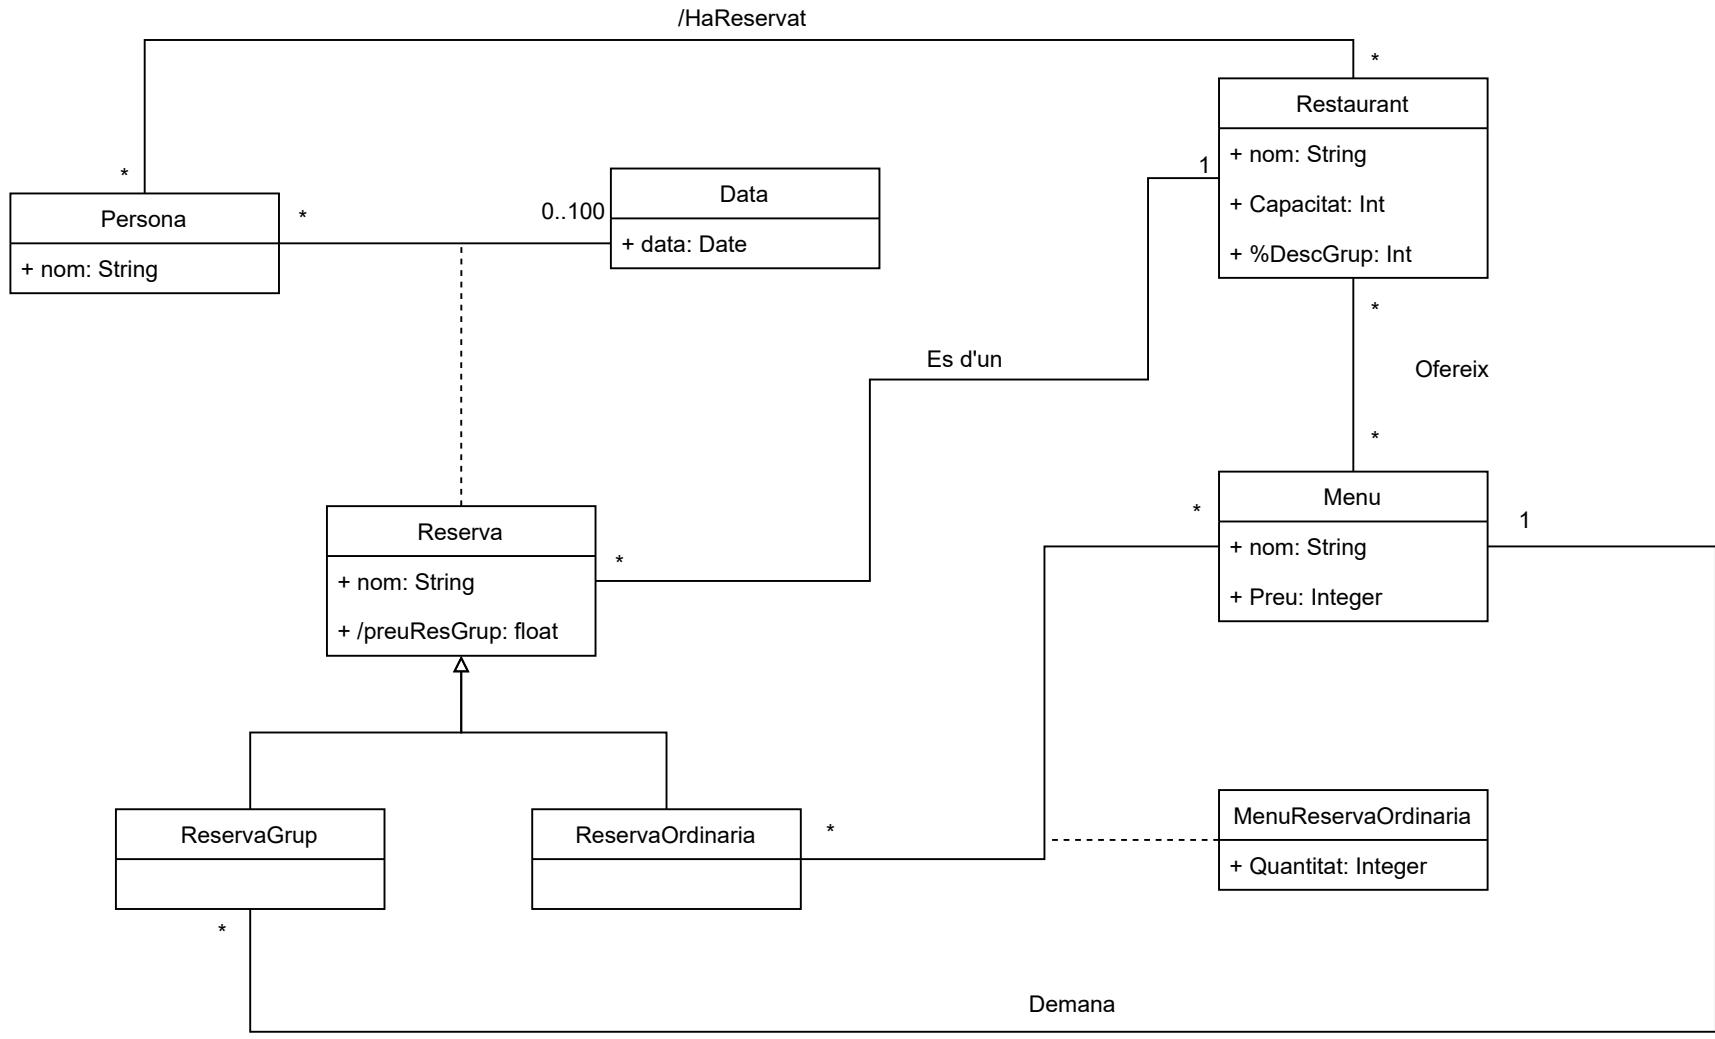 /HaReservat
*
Restaurant
+ nom: String
+ Capacitat: Int
+ %DescGrup: Int
1
*
Persona
+ nom: String
*
0..100
Data
+ data: Date
*
Es d'un
Ofereix
*
Menu
+ nom: String
+ Preu: Integer
*
1
Reserva
+ nom: String
+ /preuResGrup: float
*
ReservaGrup
ReservaOrdinaria
*
MenuReservaOrdinaria
+ Quantitat: Integer
*
Demana